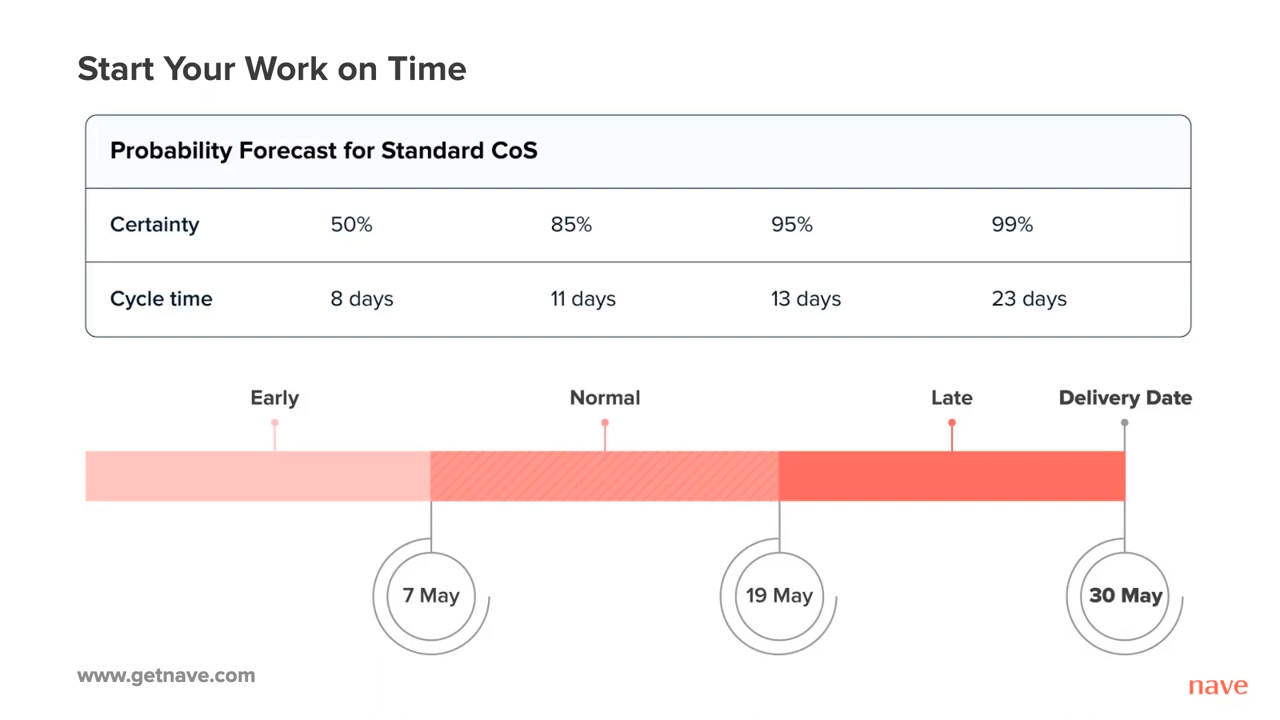 Start Your Work on Time
Probability Forecast for Standard CoS
Certainty 50% 85% 95% 99%
Cycle time 8 days 11 days 13 days 23 days
Early Normal Late Delivery Date
7 May 19 May 30 May
www.getnave.com
nave